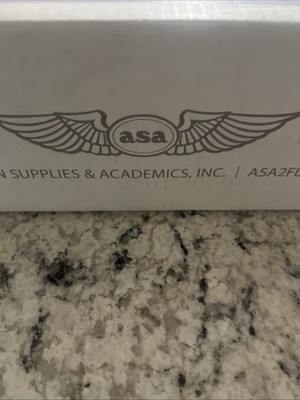 asa
N SUPPLIES & ACADEMICS, INC. | ASA2FL